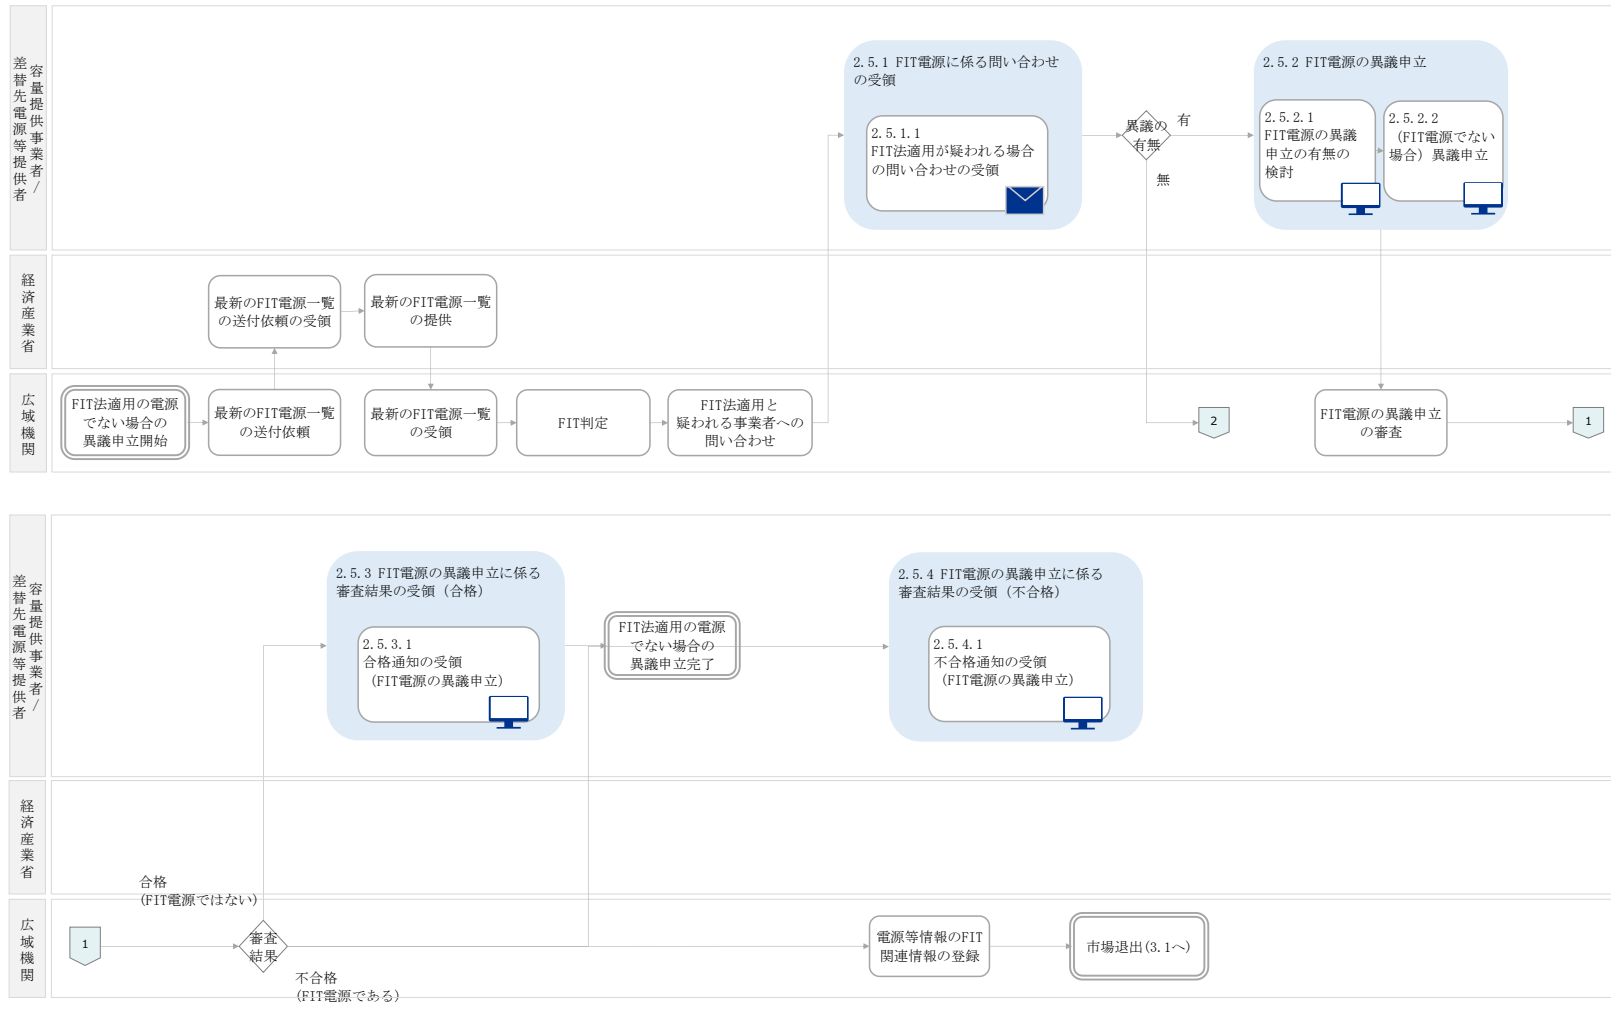 容量提供事業者/
差替先電源等提供者
2.5.1 FIT電源に係る問い合わせ
の受領
2.5.1.1
FIT法適用が疑われる場合
の問い合わせの受領
異議の
有無
有
無
2.5.2 FIT電源の異議申立
2.5.2.1
FIT電源の異議
申立の有無の
検討
2.5.2.2
（FIT電源でない
場合）異議申立
経済産業省
最新のFIT電源一覧
の送付依頼の受領
最新のFIT電源一覧
の提供
広域機関
FIT法適用の電源
でない場合の
異議申立開始
最新のFIT電源一覧
の送付依頼
最新のFIT電源一覧
の受領
FIT判定
FIT法適用と
疑われる事業者への
問い合わせ
2
FIT電源の異議申立
の審査
1
容量提供事業者/
差替先電源等提供者
2.5.3 FIT電源の異議申立に係る
審査結果の受領（合格）
2.5.3.1
合格通知の受領
（FIT電源の異議申立）
FIT法適用の電源
でない場合の
異議申立完了
2.5.4 FIT電源の異議申立に係る
審査結果の受領（不合格）
2.5.4.1
不合格通知の受領
（FIT電源の異議申立）
経済産業省
合格
(FIT電源ではない)
広域機関
1
審査
結果
不合格
(FIT電源である)
電源等情報のFIT
関連情報の登録
市場退出(3.1へ)